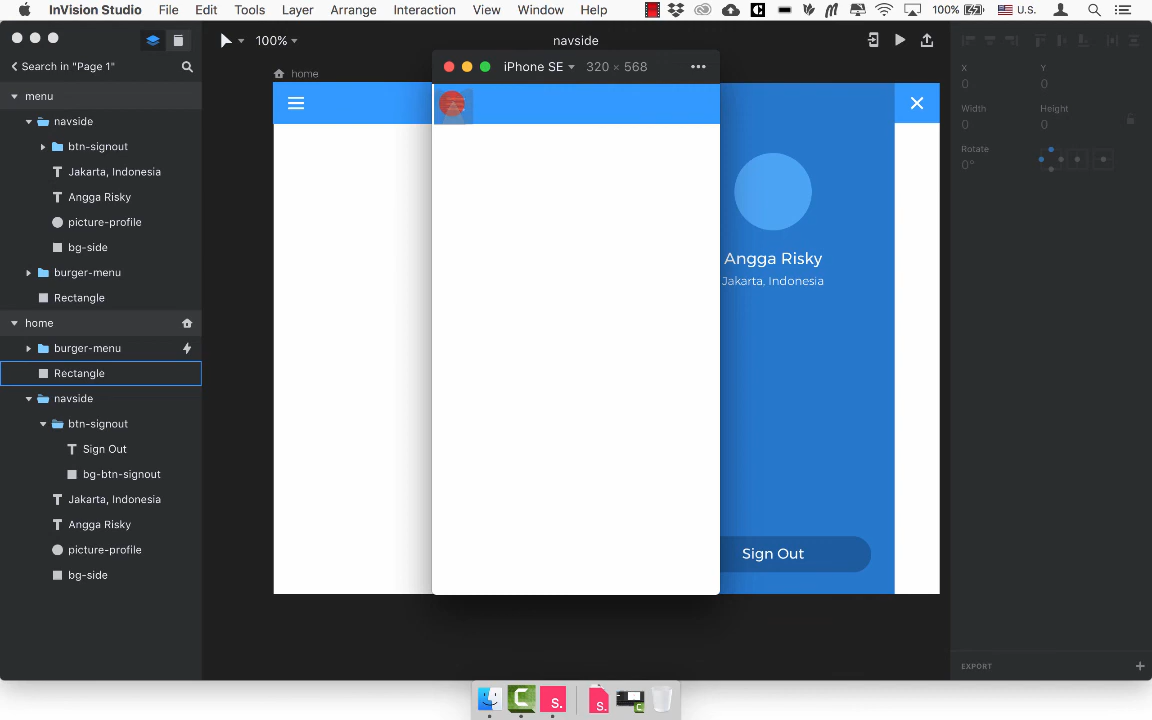 InVision Studio File Edit Tools Layer Arrange Interaction View Window Help 100% U.S.
Search in "Page 1"
100%
navside
menu
navside
btn-signout
Jakarta, Indonesia
Angga Risky
picture-profile
bg-side
burger-menu
Rectangle
home
burger-menu
Rectangle
navside
btn-signout
Sign Out
bg-btn-signout
Jakarta, Indonesia
Angga Risky
picture-profile
bg-side
home
iPhone SE 320 × 568
Angga Risky
Jakarta, Indonesia
Sign Out
X Y
0 0
Width Height
0 0
Rotate
0°
EXPORT